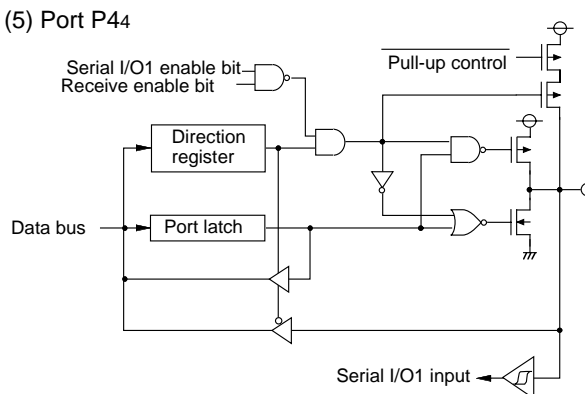 (5) Port P44
Serial I/O1 enable bit
Receive enable bit
Pull-up control
Direction
register
Data bus
Port latch
Serial I/O1 input